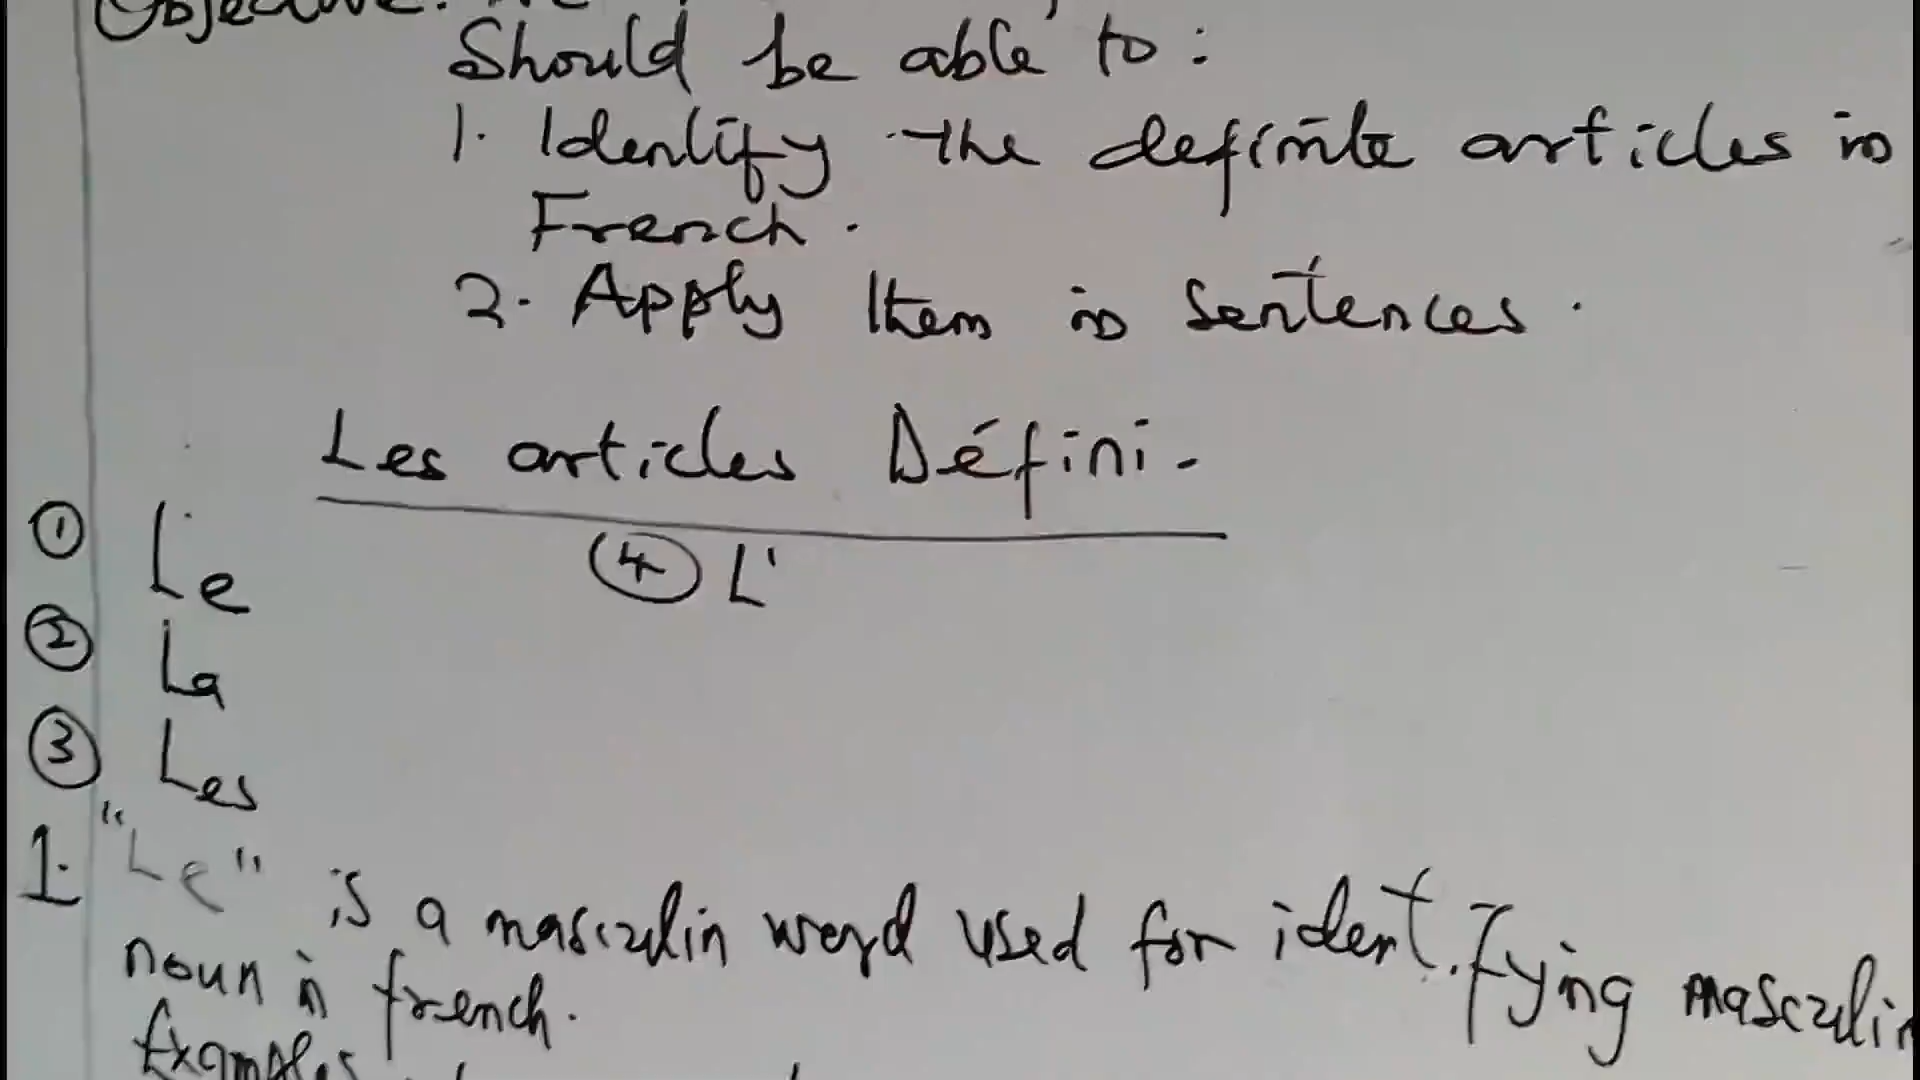 Objective:
Should be able to:
1. Identify the definite articles in
French.
2. Apply them in Sentences.
Les articles Défini.
① Le
④ L'
② La
③ Les
1. "Le" is a masculin word used for identifying masculin
noun in french.
Examples